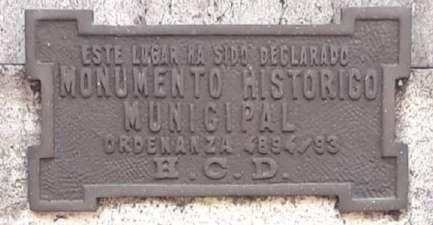 ESTE LUGAR HA SIDO DECLARADO
MONUMENTO HISTORICO
MUNICIPAL
ORDENANZA 4894/93
H.C.D.